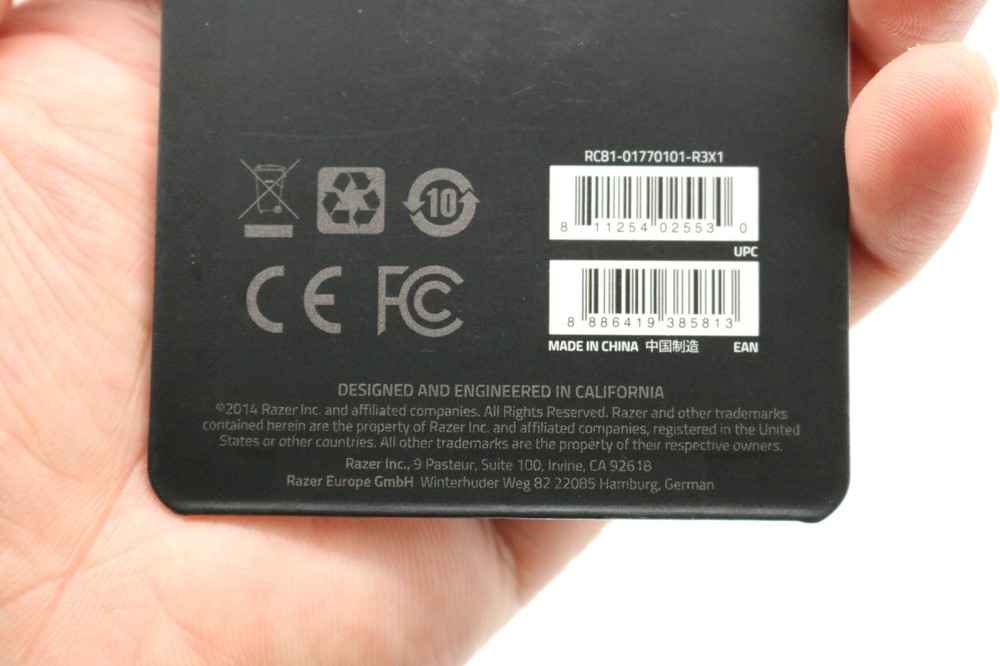 RC81-01770101-R3X1
8 11254 02553 0
UPC
10
8 886419 385813
CE FC
MADE IN CHINA 中国制造 EAN
DESIGNED AND ENGINEERED IN CALIFORNIA
©2014 Razer Inc. and affiliated companies. All Rights Reserved. Razer and other trademarks
contained herein are the property of Razer Inc. and affiliated companies, registered in the United
States or other countries. All other trademarks are the property of their respective owners.
Razer Inc., 9 Pasteur, Suite 100, Irvine, CA 92618
Razer Europe GmbH Winterhuder Weg 82 22085 Hamburg, German